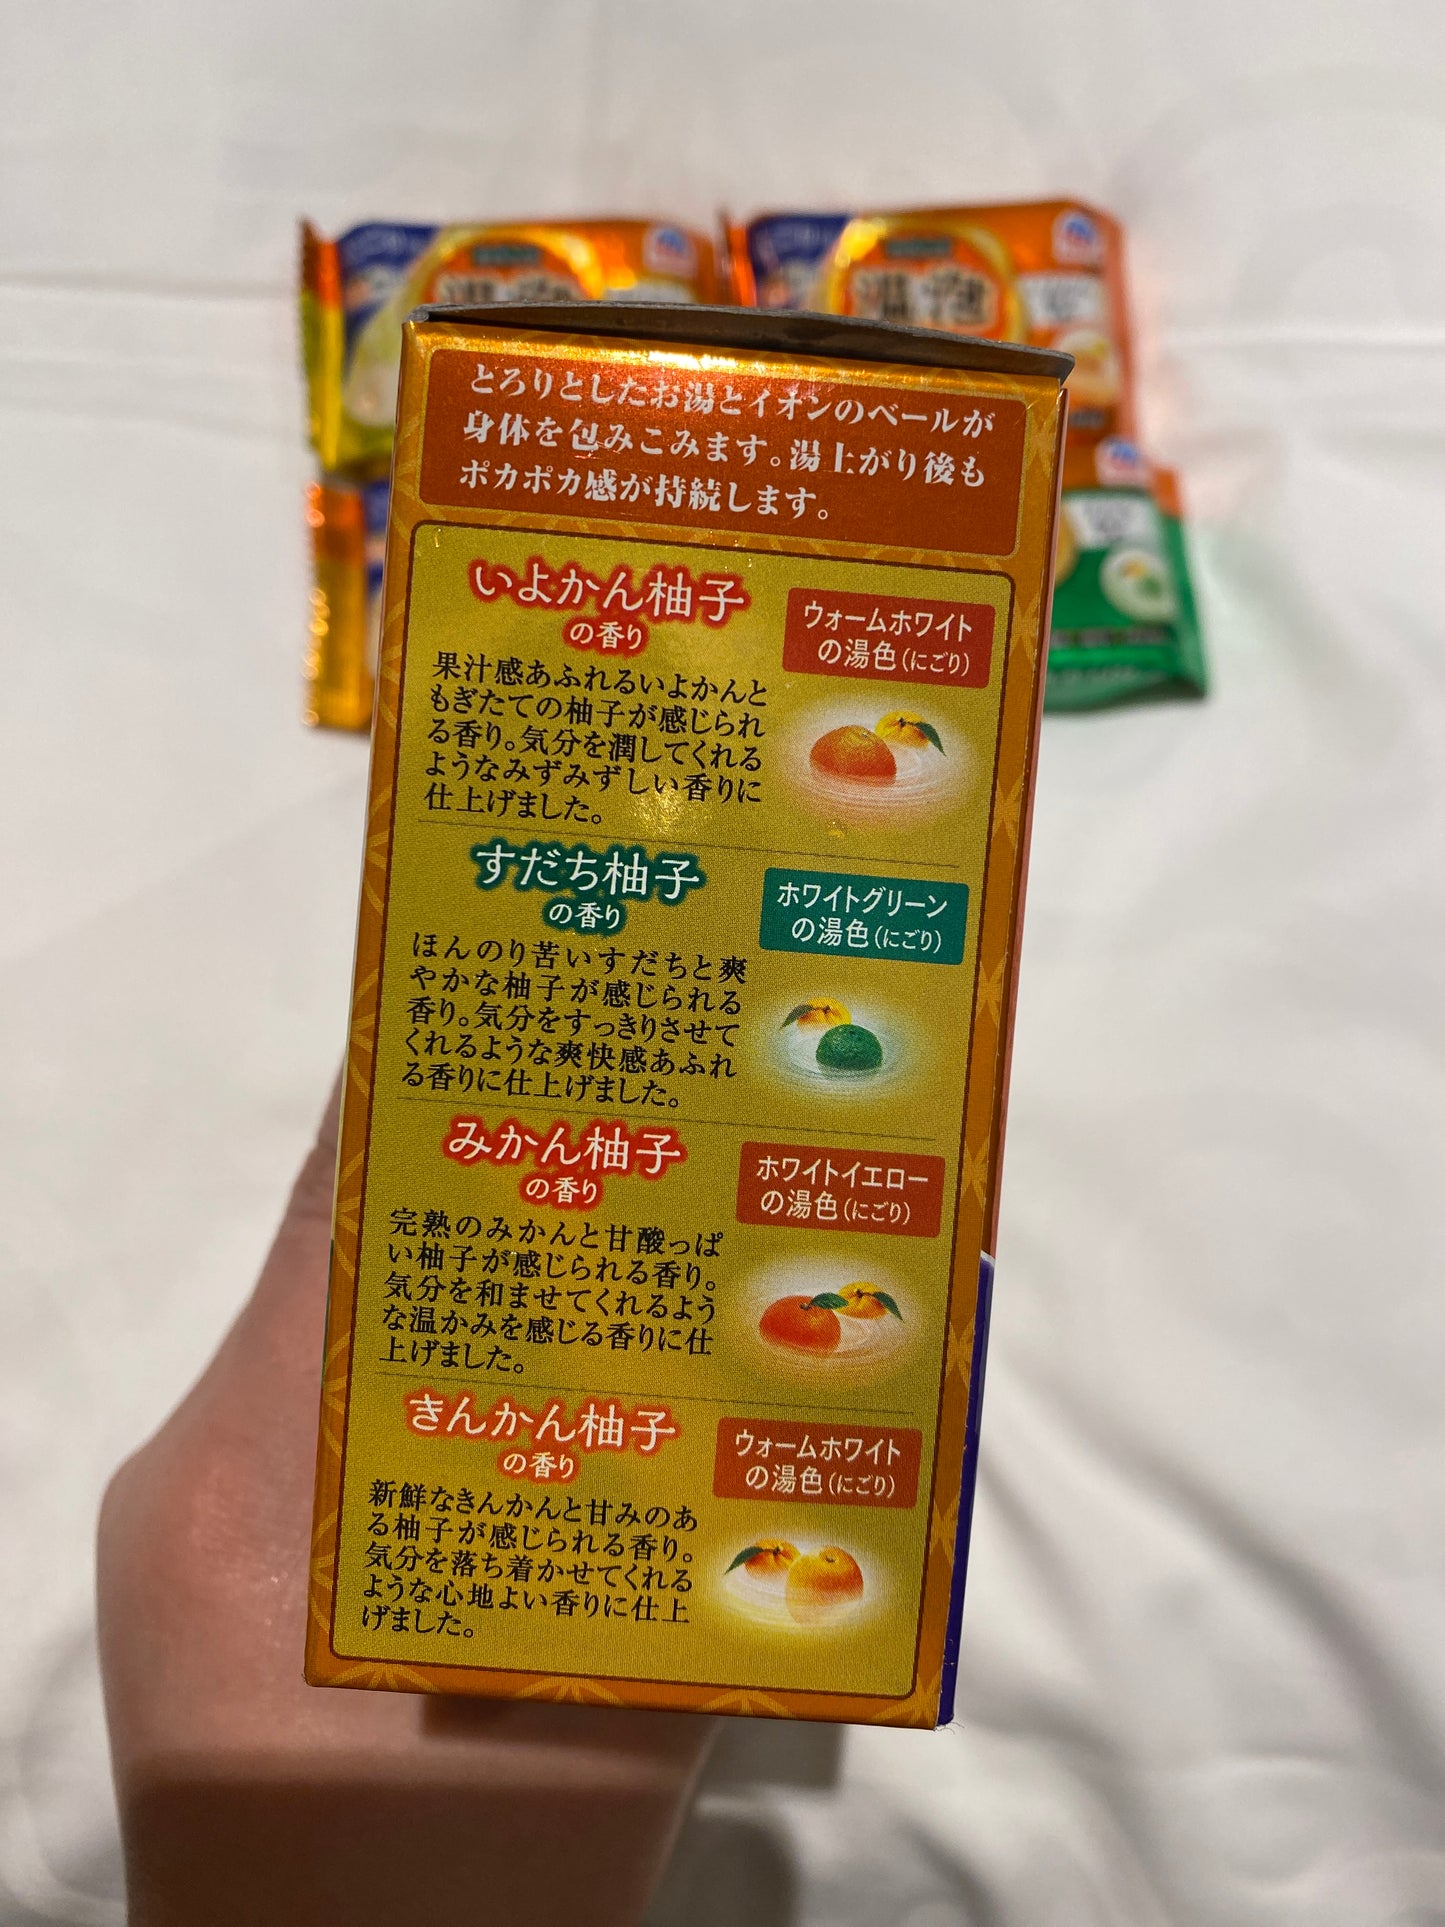 とろりとしたお湯とイオンのベールが
身体を包みこみます。湯上がり後も
ポカポカ感が持続します。
いよかん柚子
の香り
ウォームホワイト
の湯色(にごり)
果汁感あふれるいよかんと
もぎたての柚子が感じられ
る香り。気分を潤してくれる
ようなみずみずしい香りに
仕上げました。
すだち柚子
の香り
ホワイトグリーン
の湯色(にごり)
ほんのり苦いすだちと爽
やかな柚子が感じられる
香り。気分をすっきりさせて
くれるような爽快感あふれ
る香りに仕上げました。
みかん柚子
の香り
ホワイトイエロー
の湯色(にごり)
完熟のみかんと甘酸っぱ
い柚子が感じられる香り。
気分を和ませてくれるよう
な温かみを感じる香りに仕
上げました。
きんかん柚子
の香り
ウォームホワイト
の湯色(にごり)
新鮮なきんかんと甘みのあ
る柚子が感じられる香り。
気分を落ち着かせてくれる
ような心地よい香りに仕上
げました。
温泡
温泡